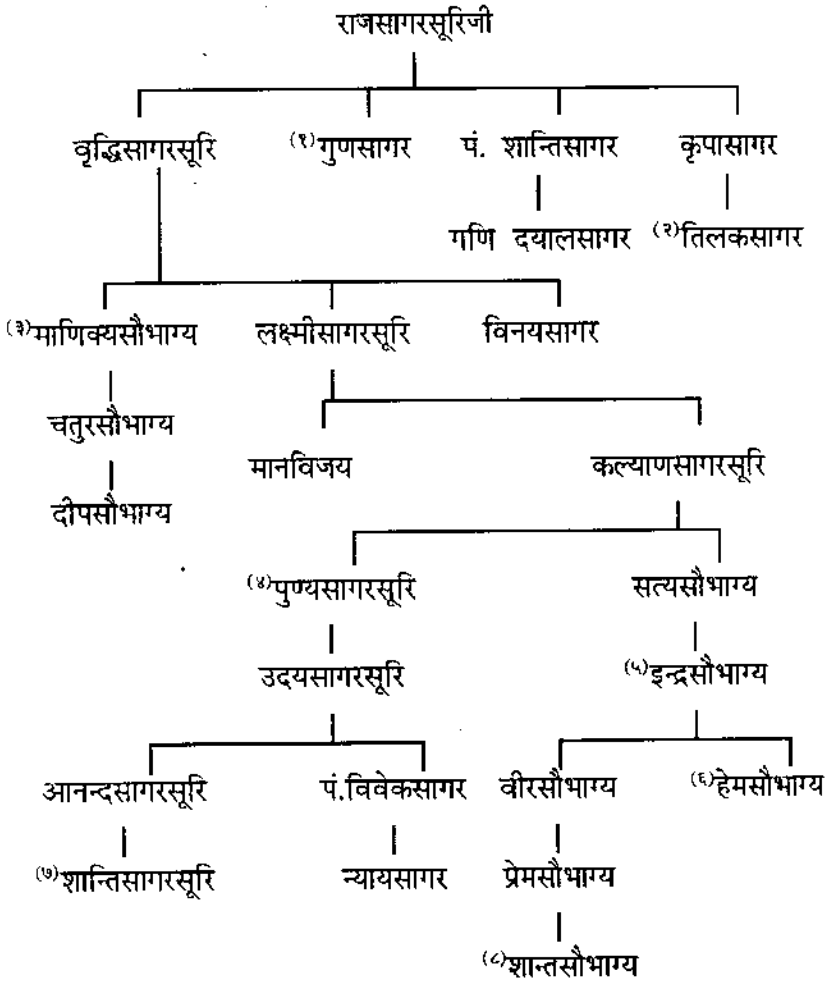 राजसागरसूरिजी
वृद्धिसागरसूरि (१)गुणसागर पं. शान्तिसागर कृपासागर
गणि दयालसागर (२)तिलकसागर
(३)माणिक्यसौभाग्य लक्ष्मीसागरसूरि विनयसागर
चतुरसौभाग्य
मानविजय कल्याणसागरसूरि
दीपसौभाग्य
(४)पुण्यसागरसूरि सत्यसौभाग्य
उदयसागरसूरि (५)इन्द्रसौभाग्य
आनन्दसागरसूरि पं.विवेकसागर वीरसौभाग्य (६)हेमसौभाग्य
(७)शान्तिसागरसूरि न्यायसागर प्रेमसौभाग्य
(८)शान्तसौभाग्य